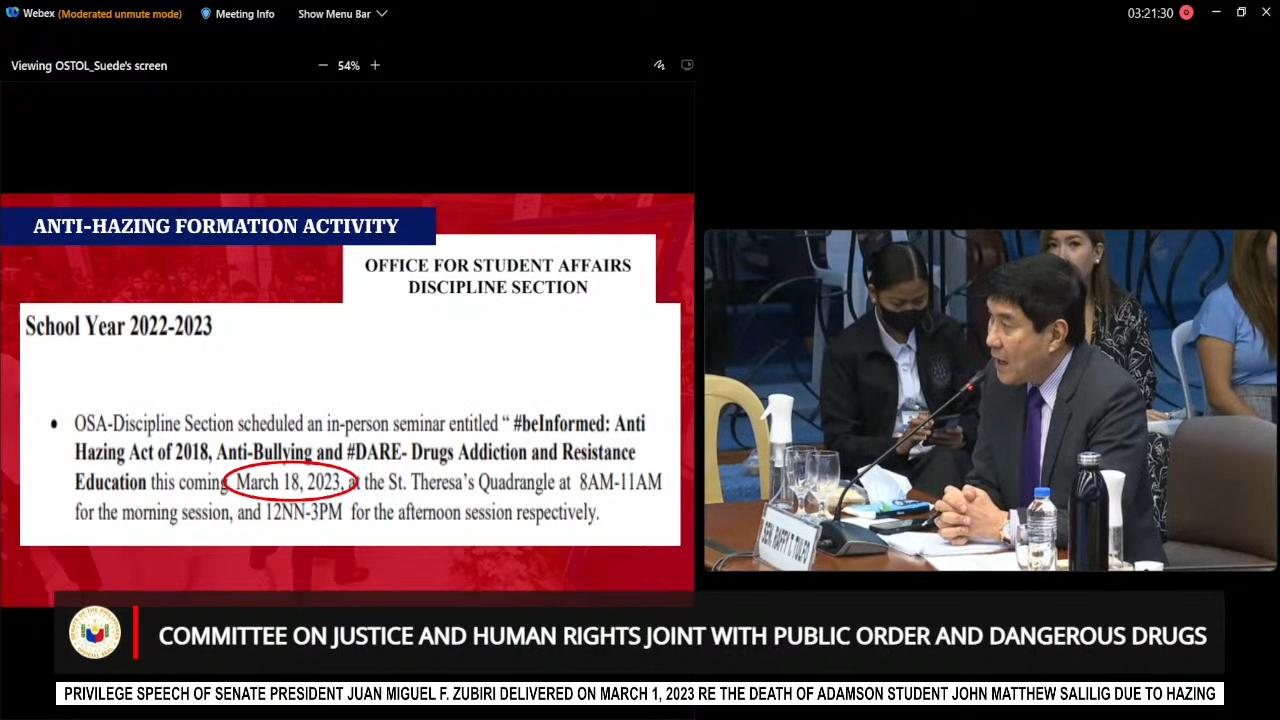 Webex (Moderated unmute mode) Meeting Info Show Menu Bar 03:21:30
Viewing OSTOL_Suede's screen 54%
ANTI-HAZING FORMATION ACTIVITY
OFFICE FOR STUDENT AFFAIRS
DISCIPLINE SECTION
School Year 2022-2023
• OSA-Discipline Section scheduled an in-person seminar entitled “ #beInformed: Anti
Hazing Act of 2018, Anti-Bullying and #DARE- Drugs Addiction and Resistance
Education this coming March 18, 2023, at the St. Theresa’s Quadrangle at 8AM-11AM
for the morning session, and 12NN-3PM for the afternoon session respectively.
SEN. RAFFY T. TULFO
COMMITTEE ON JUSTICE AND HUMAN RIGHTS JOINT WITH PUBLIC ORDER AND DANGEROUS DRUGS
PRIVILEGE SPEECH OF SENATE PRESIDENT JUAN MIGUEL F. ZUBIRI DELIVERED ON MARCH 1, 2023 RE THE DEATH OF ADAMSON STUDENT JOHN MATTHEW SALILIG DUE TO HAZING